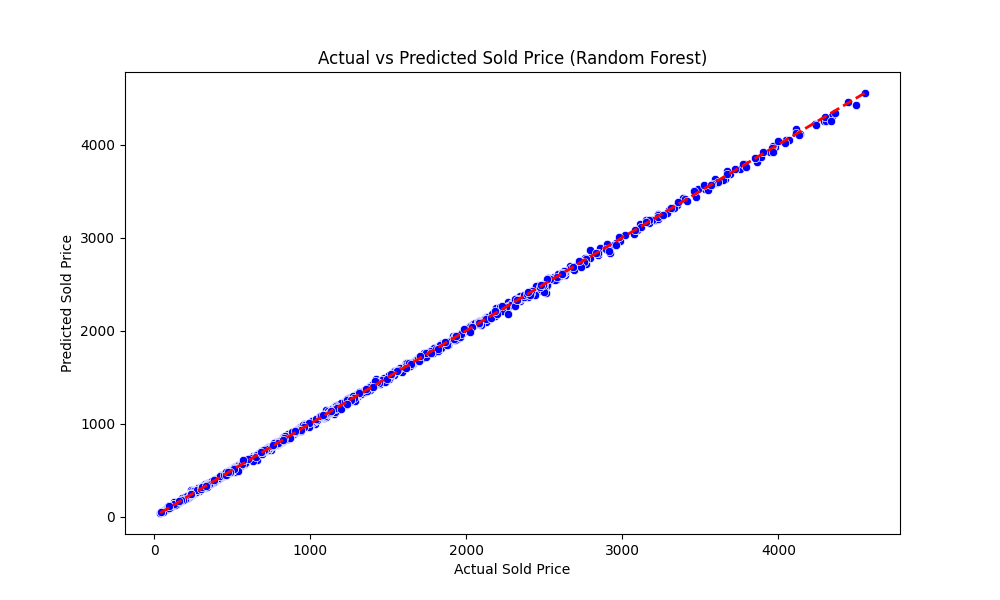 Actual vs Predicted Sold Price (Random Forest)
Predicted Sold Price
4000
3000
2000
1000
0
0 1000 2000 3000 4000
Actual Sold Price